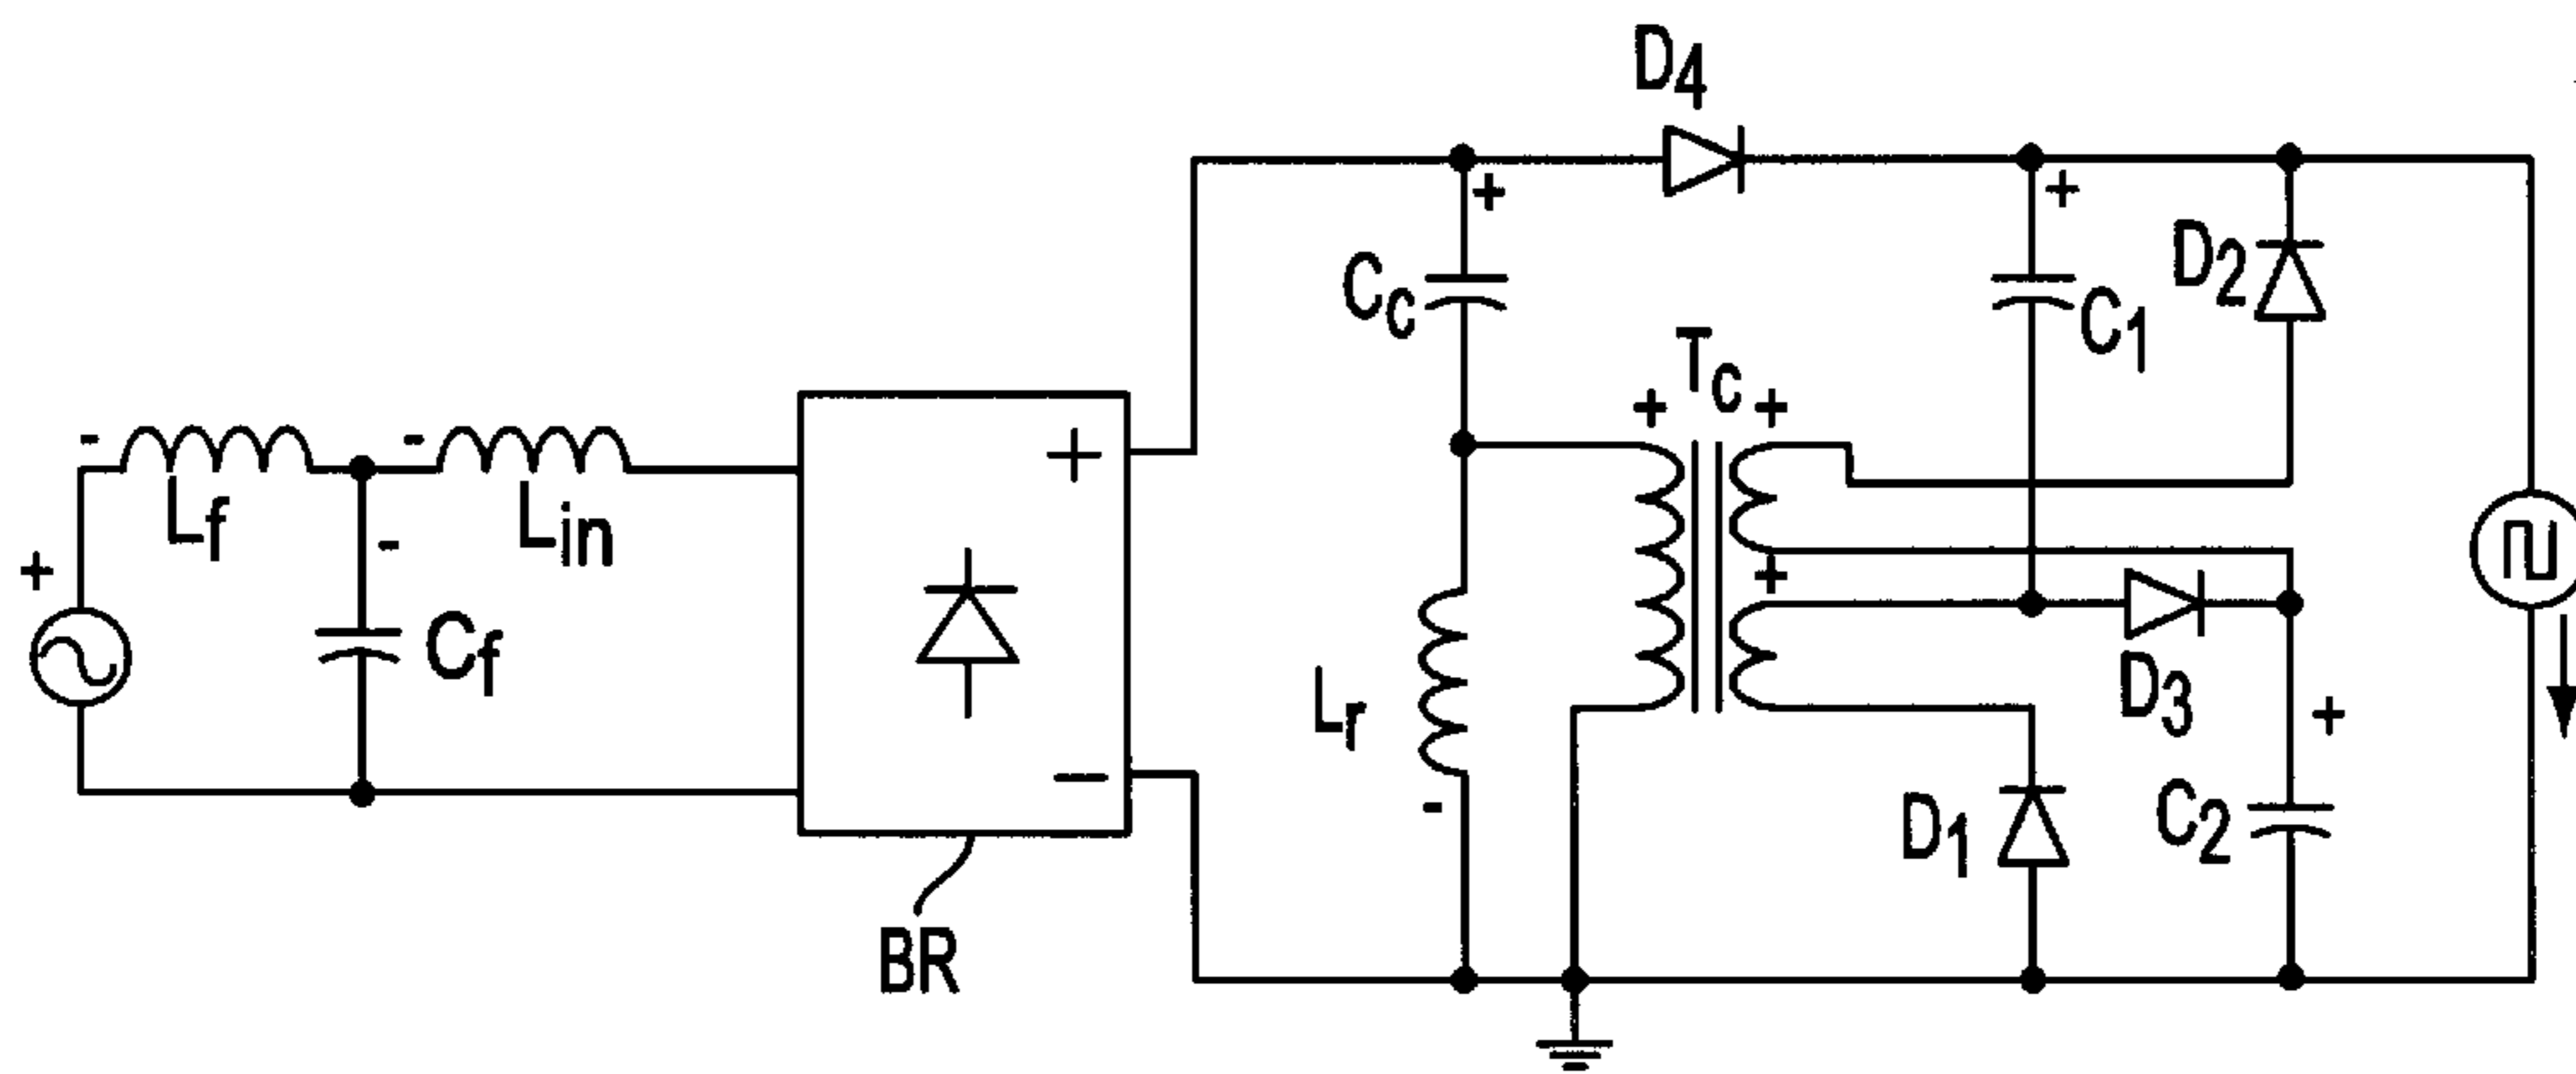 D4
+
+
Cc
C1
D2
Tc
+
+
-
Lf
-
Lin
+
+
-
Cf
+
D3
+
Lr
-
−
D1
C2
BR